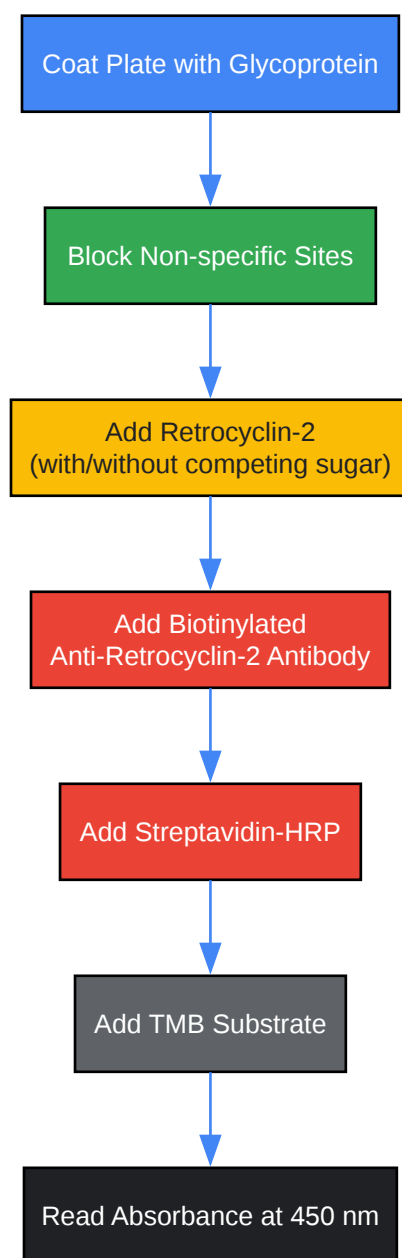 Coat Plate with Glycoprotein
Block Non-specific Sites
Add Retrocyclin-2
(with/without competing sugar)
Add Biotinylated
Anti-Retrocyclin-2 Antibody
Add Streptavidin-HRP
Add TMB Substrate
Read Absorbance at 450 nm